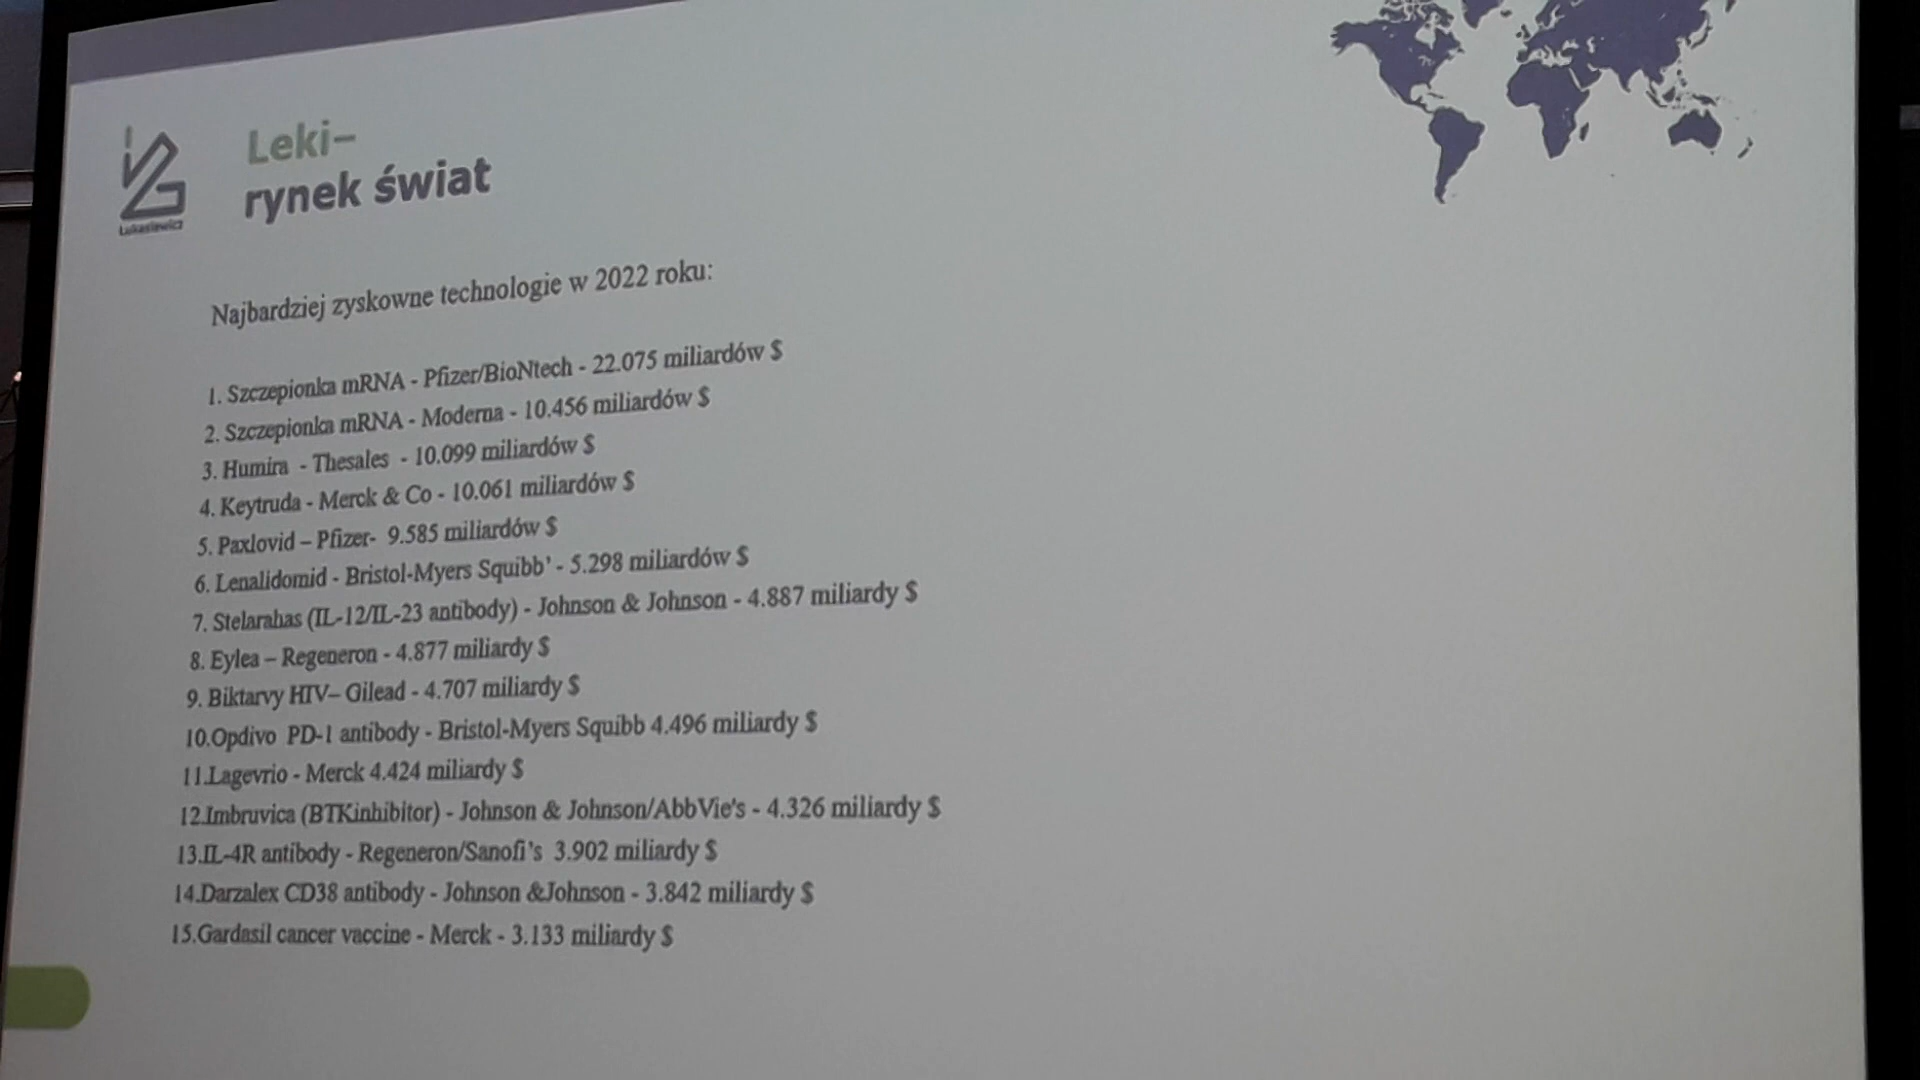 Łukasiewicz
Leki–
rynek świat
Najbardziej zyskowne technologie w 2022 roku:
1. Szczepionka mRNA - Pfizer/BioNtech - 22.075 miliardów $
2. Szczepionka mRNA - Moderna - 10.456 miliardów $
3. Humira - Thesales - 10.099 miliardów $
4. Keytruda - Merck & Co - 10.061 miliardów $
5. Paxlovid – Pfizer- 9.585 miliardów $
6. Lenalidomid - Bristol-Myers Squibb' - 5.298 miliardów $
7. Stelarahas (IL-12/IL-23 antibody) - Johnson & Johnson - 4.887 miliardy $
8. Eylea – Regeneron - 4.877 miliardy $
9. Biktarvy HIV– Gilead - 4.707 miliardy $
10.Opdivo PD-1 antibody - Bristol-Myers Squibb 4.496 miliardy $
11.Lagevrio - Merck 4.424 miliardy $
12.Imbruvica (BTKinhibitor) - Johnson & Johnson/AbbVie's - 4.326 miliardy $
13.IL-4R antibody - Regeneron/Sanofi's 3.902 miliardy $
14.Darzalex CD38 antibody - Johnson &Johnson - 3.842 miliardy $
15.Gardasil cancer vaccine - Merck - 3.133 miliardy $